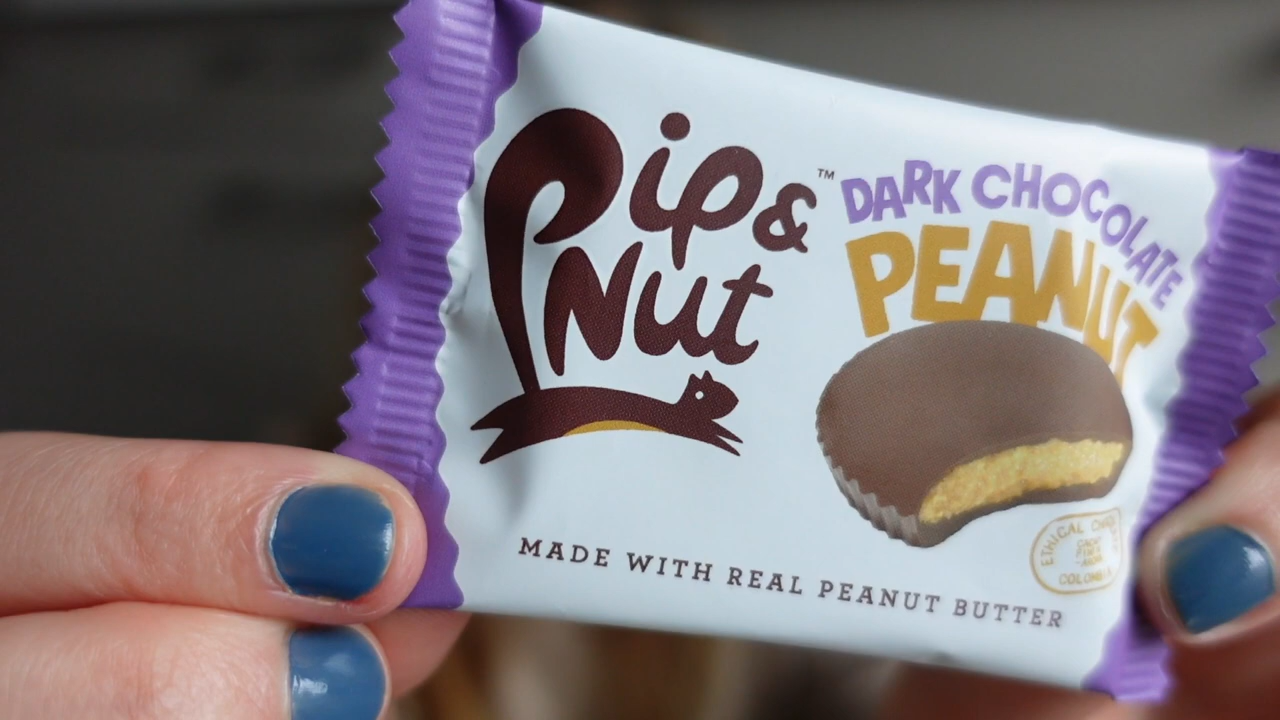 Pip &
Nut
™
DARK CHOCOLATE
PEANUT
MADE WITH REAL PEANUT BUTTER
ETHICAL CHOC
COLOMBIA